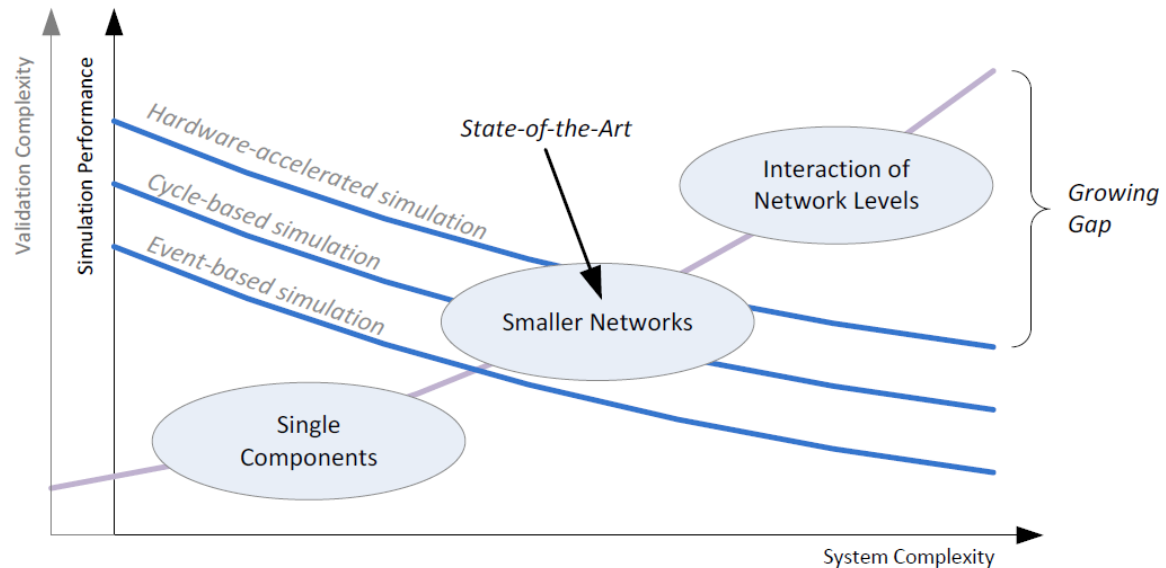 Validation Complexity
Simulation Performance
Hardware-accelerated simulation
Cycle-based simulation
Event-based simulation
State-of-the-Art
Interaction of
Network Levels
Growing
Gap
Smaller Networks
Single
Components
System Complexity